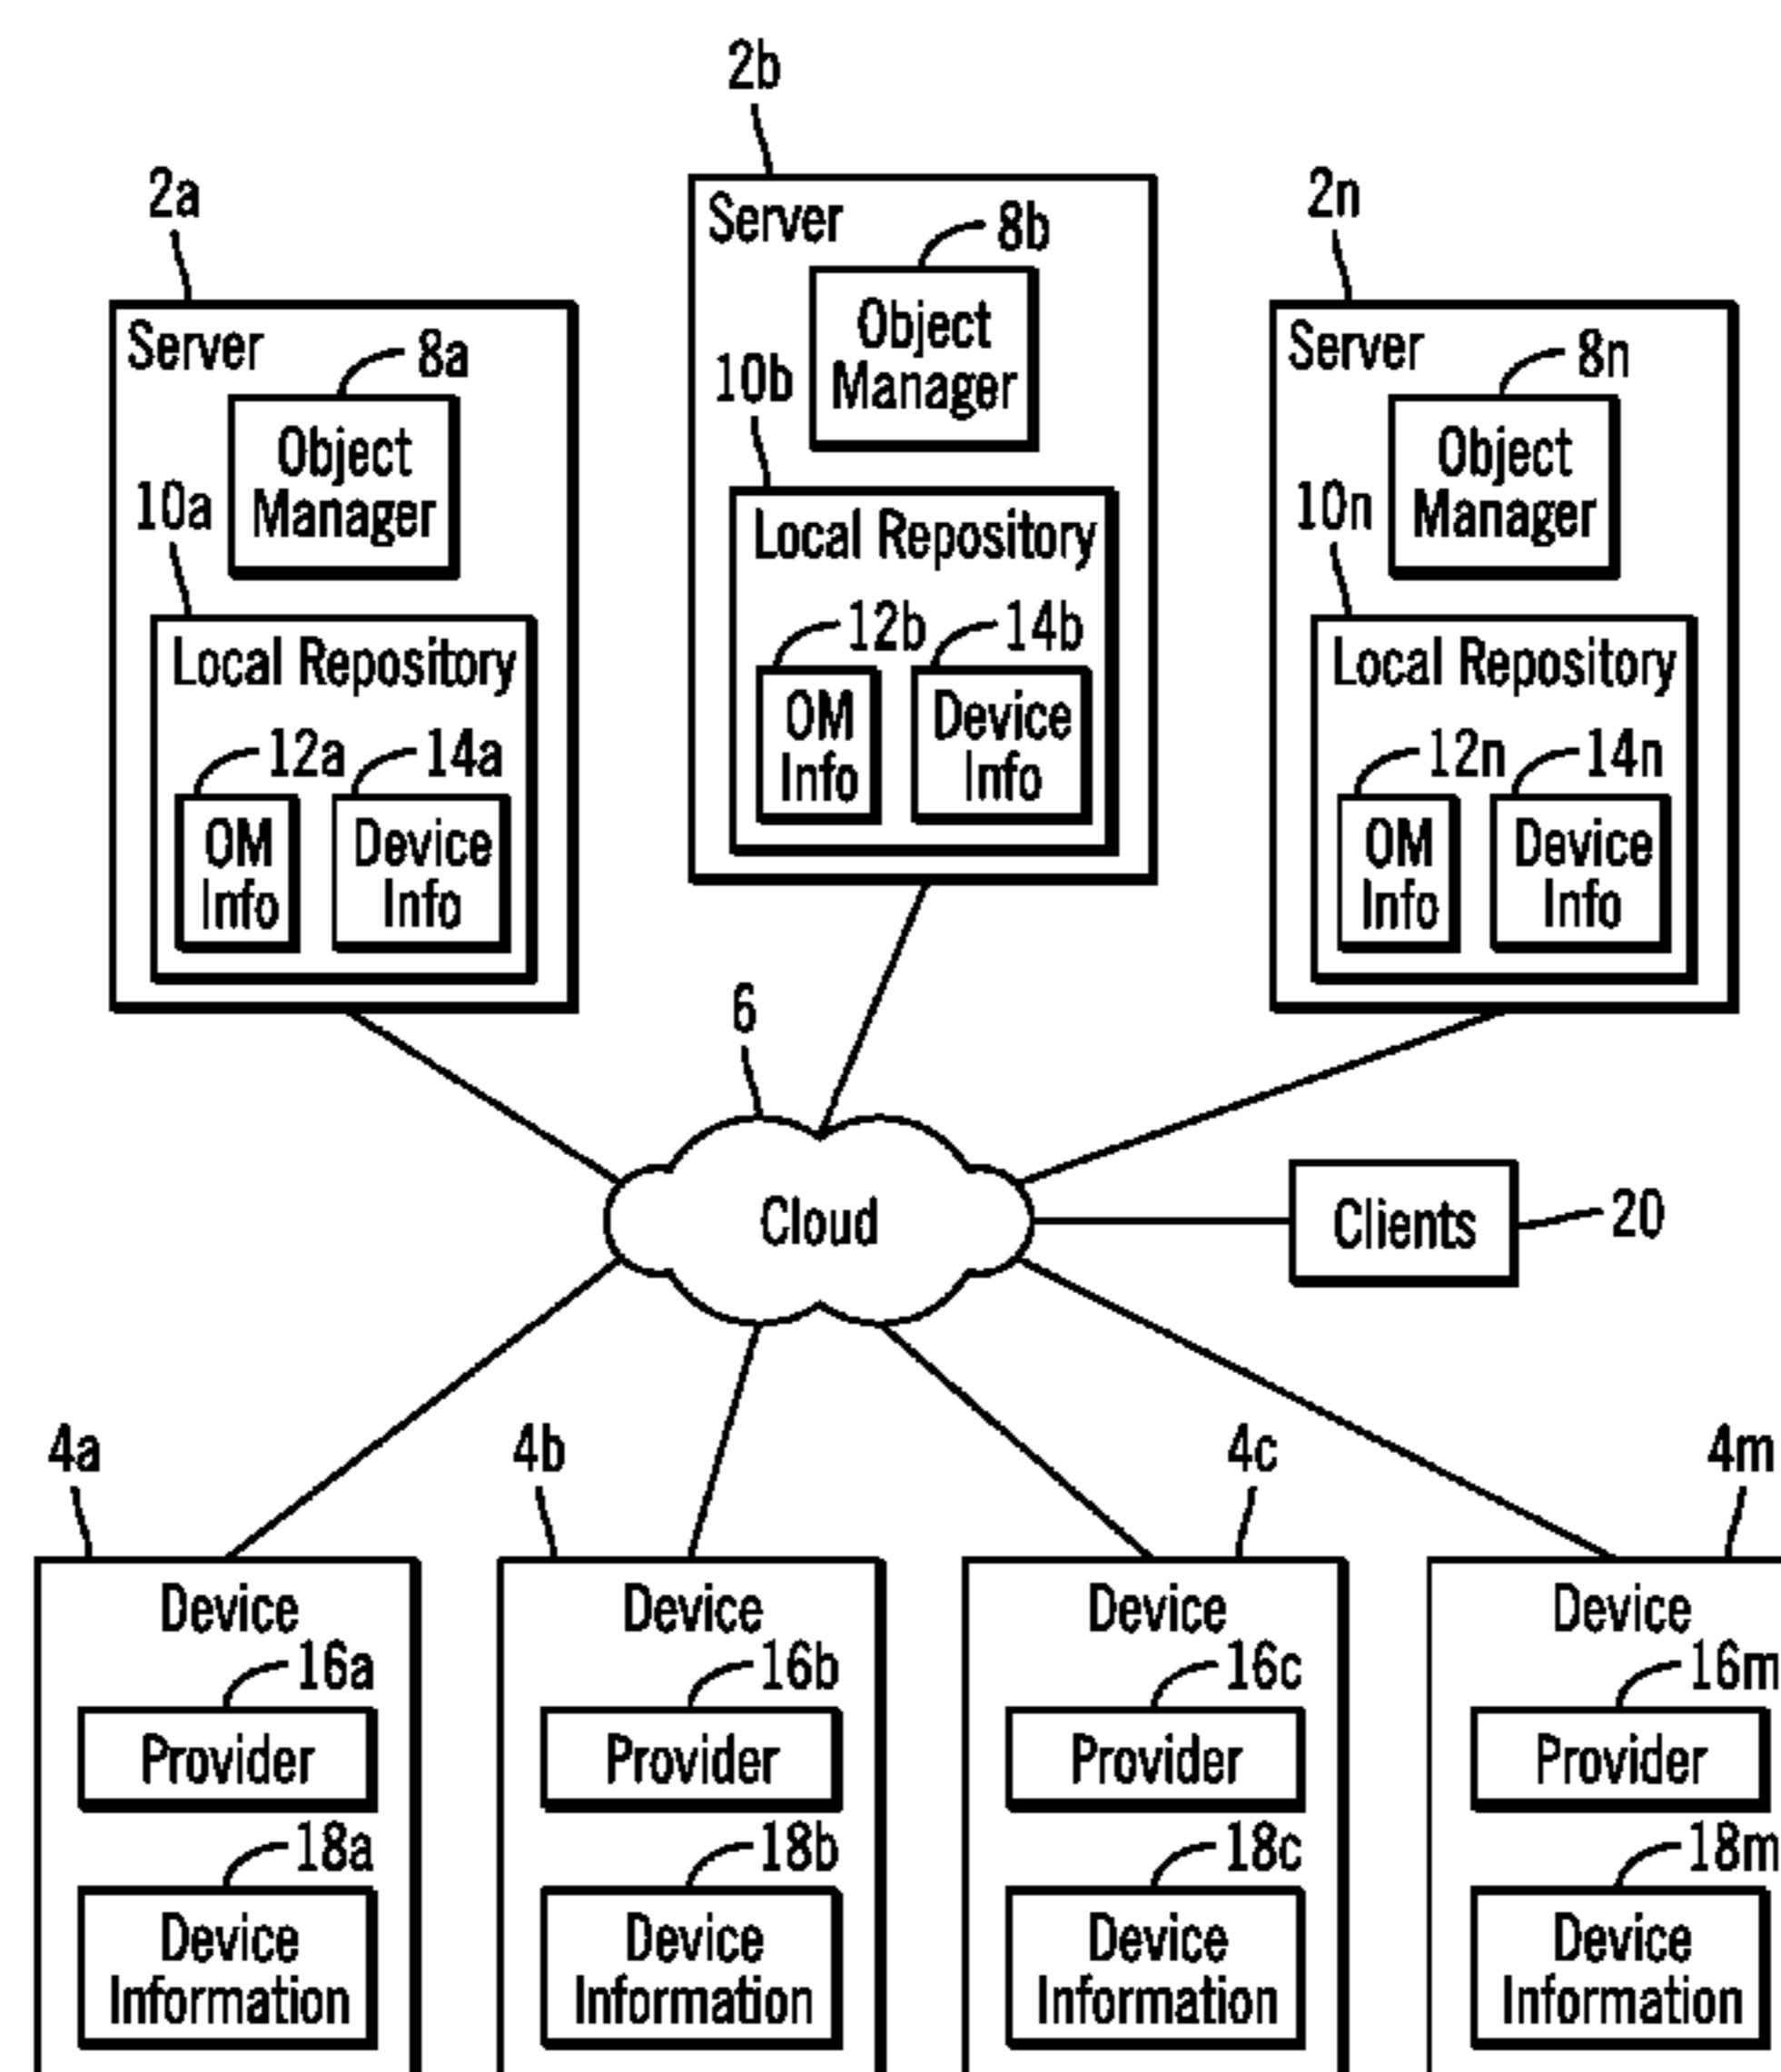 2b
2a
2n
Server
8b
Object
Manager
10b
Local Repository
12b
14b
OM
Info
Device
Info
Server
8a
Object
Manager
10a
Local Repository
12a
14a
OM
Info
Device
Info
Server
8n
Object
Manager
10n
Local Repository
12n
14n
OM
Info
Device
Info
6
Cloud
Clients
20
4a
4b
4c
4m
Device
16a
Provider
18a
Device
Information
Device
16b
Provider
18b
Device
Information
Device
16c
Provider
18c
Device
Information
Device
16m
Provider
18m
Device
Information